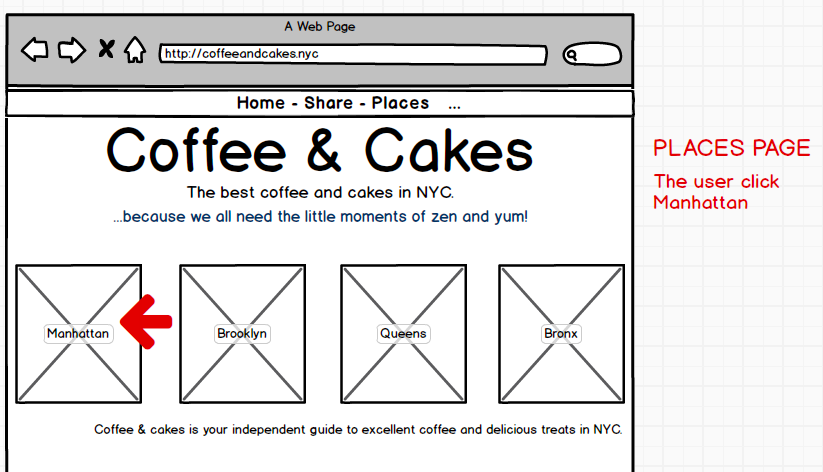 A Web Page
http://coffeeandcakes.nyc
Home - Share - Places ...
Coffee & Cakes
The best coffee and cakes in NYC.
...because we all need the little moments of zen and yum!
Manhattan
Brooklyn
Queens
Bronx
Coffee & cakes is your independent guide to excellent coffee and delicious treats in NYC.
PLACES PAGE
The user click
Manhattan